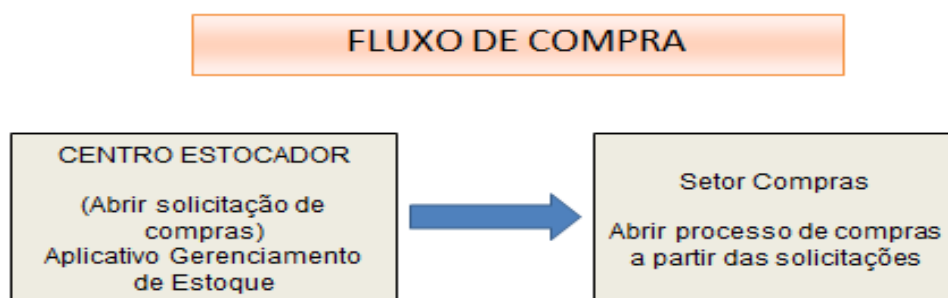 FLUXO DE COMPRA
CENTRO ESTOCADOR
(Abrir solicitação de
compras)
Aplicativo Gerenciamento
de Estoque
Setor Compras
Abrir processo de compras
a partir das solicitações